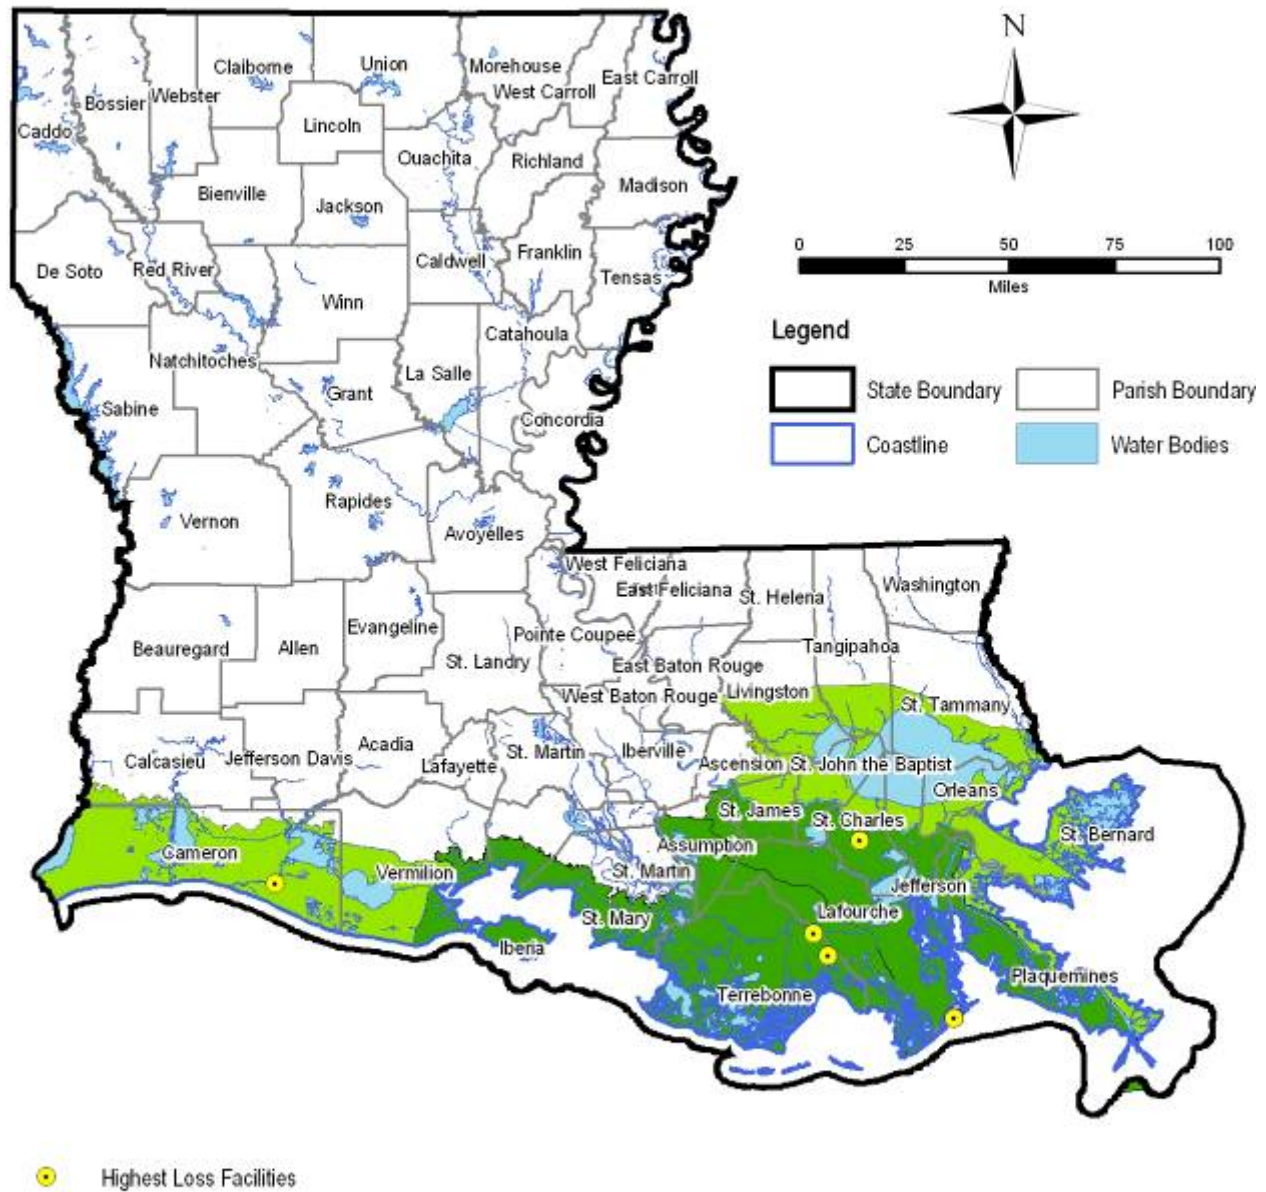 N
Claiborne
Union
Morehouse
West Carroll
East Carroll
Bossier
Webster
Caddo
Lincoln
Ouachita
Richland
Madison
Bienville
Jackson
De Soto
Red River
Caldwell
Franklin
Tensas
Winn
Catahoula
Natchitoches
La Salle
Grant
Sabine
Concordia
Vernon
Rapides
Avoyelles
0 25 50 75 100
Miles
Legend
State Boundary
Parish Boundary
Coastline
Water Bodies
West Feliciana
East Feliciana
St. Helena
Washington
Beauregard
Allen
Evangeline
Pointe Coupee
Tangipahoa
St. Landry
East Baton Rouge
West Baton Rouge
Livingston
St. Tammany
Calcasieu
Jefferson Davis
Acadia
Lafayette
St. Martin
Iberville
Ascension
St. John the Baptist
Orleans
St. James
St. Charles
St. Bernard
Cameron
Vermilion
Assumption
St. Martin
Jefferson
St. Mary
Lafourche
Iberia
Terrebonne
Plaquemines
Highest Loss Facilities